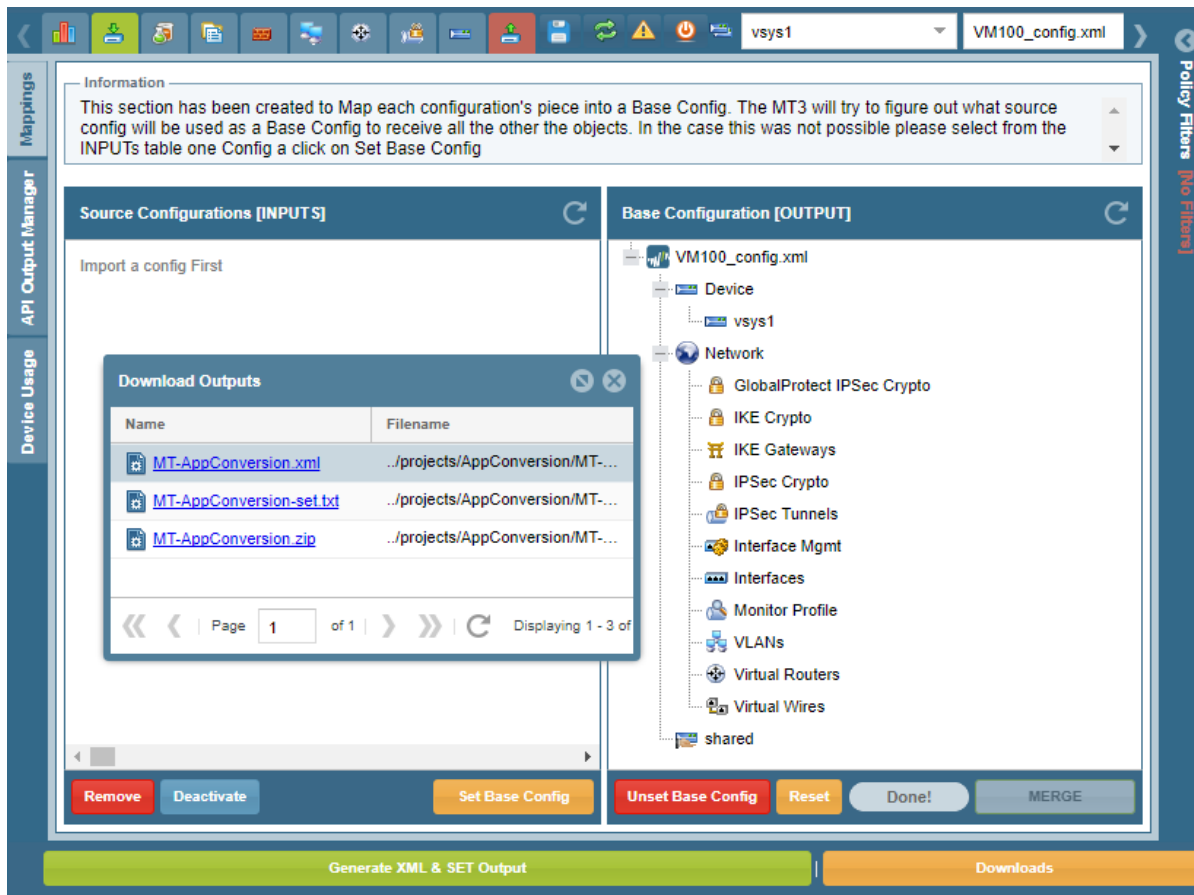 vsys1
VM100_config.xml
Mappings
API Output Manager
Device Usage
Policy Filters [No Filters]
Information
This section has been created to Map each configuration's piece into a Base Config. The MT3 will try to figure out what source
config will be used as a Base Config to receive all the other the objects. In the case this was not possible please select from the
INPUTs table one Config a click on Set Base Config
Source Configurations [INPUTS]
Import a config First
Download Outputs
Name
Filename
MT-AppConversion.xml
../projects/AppConversion/MT-...
MT-AppConversion-set.txt
../projects/AppConversion/MT-...
MT-AppConversion.zip
../projects/AppConversion/MT-...
Page 1 of 1
Displaying 1 - 3 of
Remove
Deactivate
Set Base Config
Base Configuration [OUTPUT]
VM100_config.xml
Device
vsys1
Network
GlobalProtect IPSec Crypto
IKE Crypto
IKE Gateways
IPSec Crypto
IPSec Tunnels
Interface Mgmt
Interfaces
Monitor Profile
VLANs
Virtual Routers
Virtual Wires
shared
Unset Base Config
Reset
Done!
MERGE
Generate XML & SET Output
Downloads